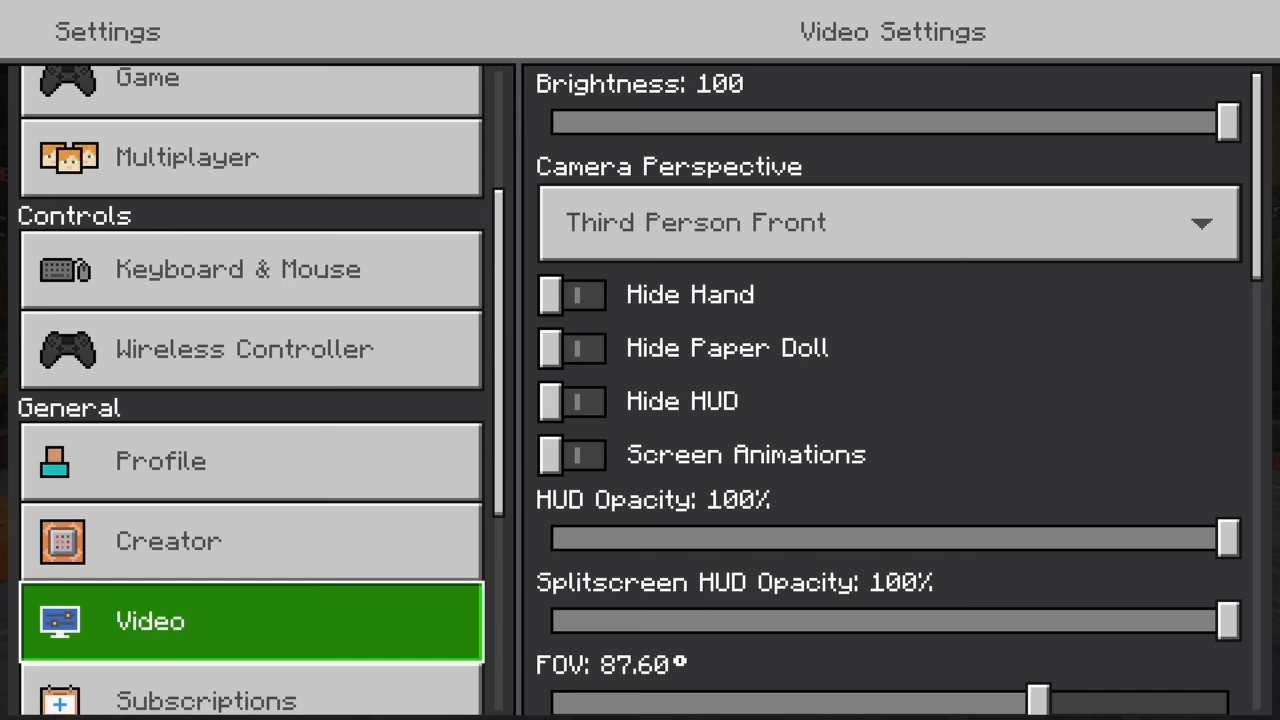 Settings
Video Settings
Game
Multiplayer
Controls
Keyboard & Mouse
Wireless Controller
General
Profile
Creator
Video
Subscriptions
Brightness: 100
Camera Perspective
Third Person Front
Hide Hand
Hide Paper Doll
Hide HUD
Screen Animations
HUD Opacity: 100%
Splitscreen HUD Opacity: 100%
FOV: 87.60°